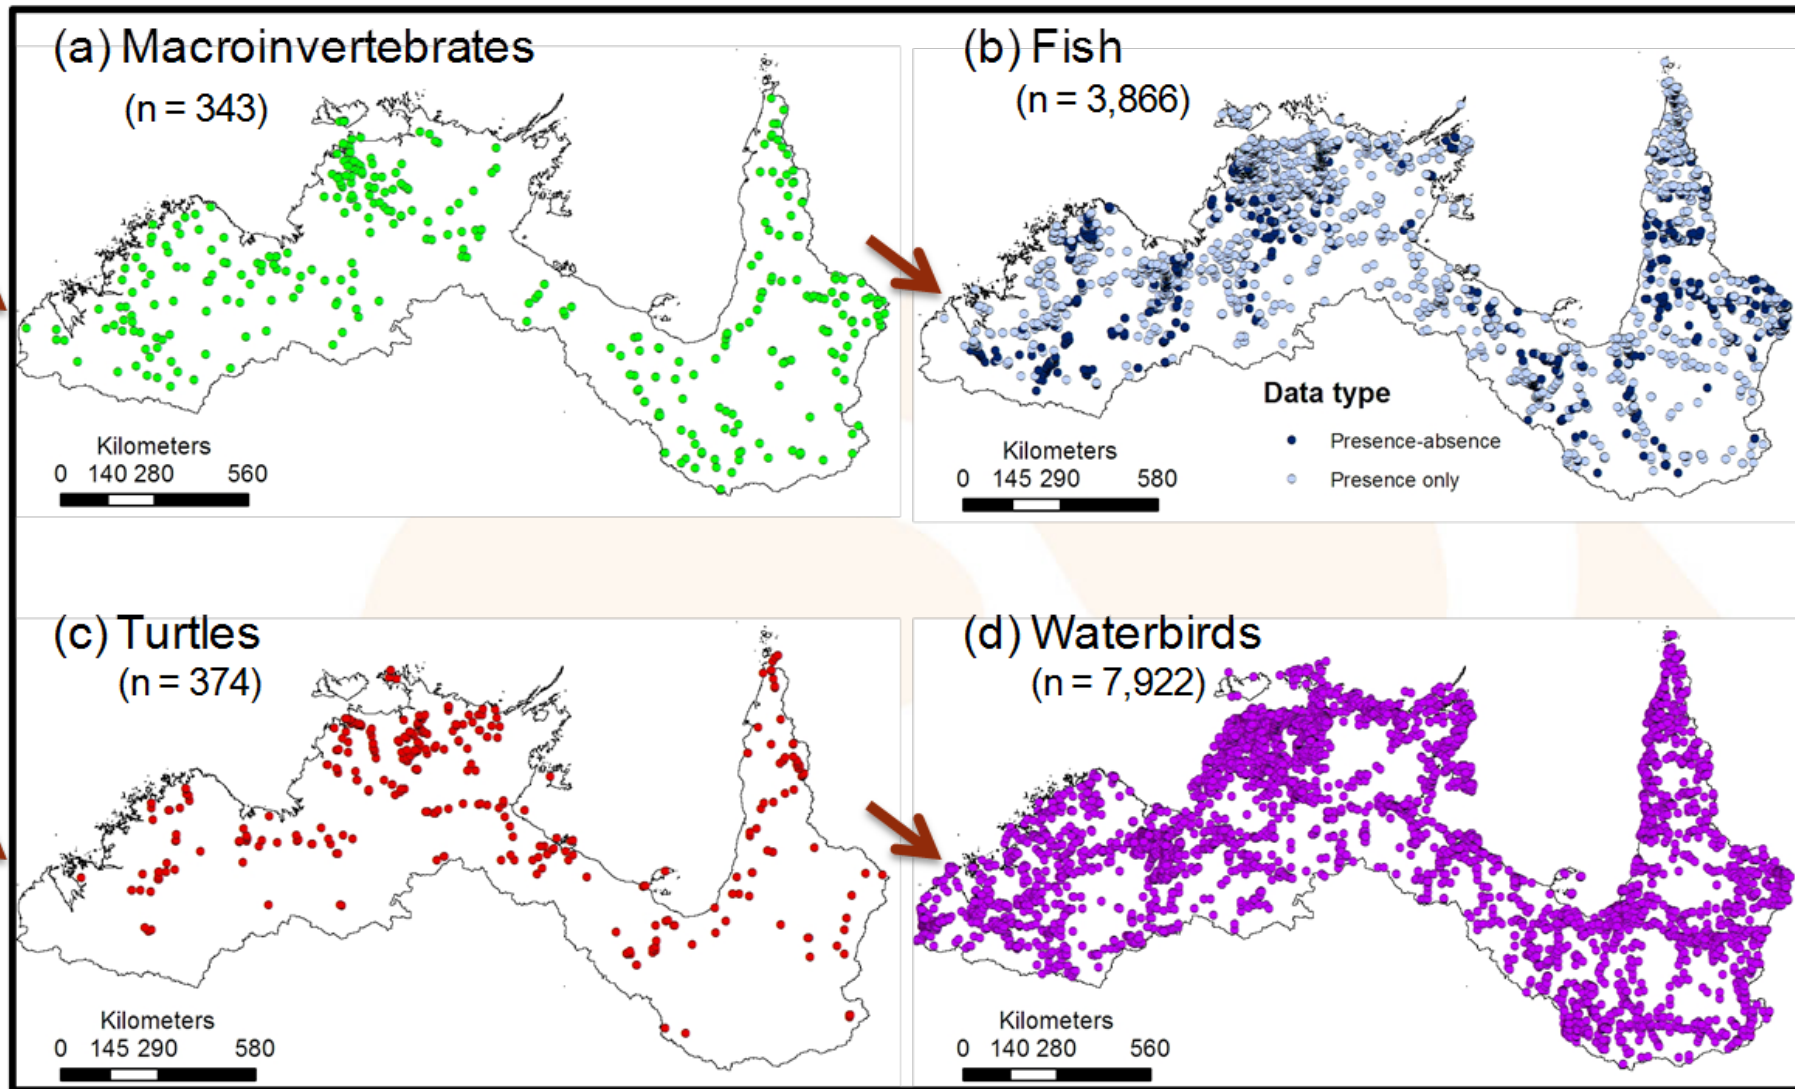 (a) Macroinvertebrates
(n = 343)
Kilometers
0 140 280 560
(b) Fish
(n = 3,866)
Data type
Presence-absence
Presence only
Kilometers
0 145 290 580
(c) Turtles
(n = 374)
Kilometers
0 145 290 580
(d) Waterbirds
(n = 7,922)
Kilometers
0 140 280 560